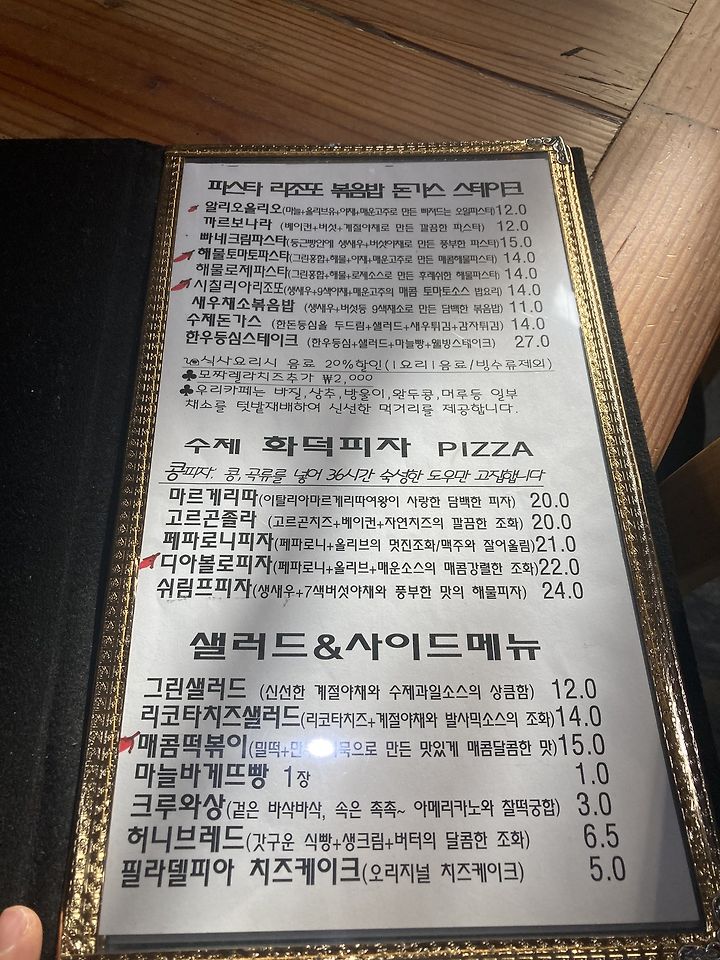 파스타 리조또 볶음밥 돈가스 스테이크
알리오올리오(마늘+올리브유+야채+매운고추로 만든 빠져드는 오일파스타)12.0
까르보나라 (베이컨+버섯+계절야채로 만든 깔끔한 파스타) 12.0
빠네크림파스타(둥근빵안에 생새우+버섯야채로 만든 풍부한 파스타)15.0
해물토마토파스타(그린홍합+해물+야채+매운고추로 만든 매콤해물파스타) 14.0
해물로제파스타(그린홍합+해물+로제소스로 만든 후레쉬한 해물파스타) 14.0
시칠리아리조또(생새우+9색야채+매운고추의 매콤 토마토소스 밥요리) 14.0
새우채소볶음밥 (생새우+버섯등 9색채소로 만든 담백한 볶음밥) 11.0
수제돈가스 (한돈등심을 두드림+샐러드+새우튀김+감자튀김) 14.0
한우등심스테이크 (한우등심+샐러드+마늘빵+웰빙스테이크) 27.0
식사요리시 음료 20%할인(1요리1음료/빙수류제외)
♣모짜렐라치즈추가 ₩2,000
♣우리카페는 바질,상추,방울이,완두콩,머루등 일부
채소를 텃밭재배하여 신선한 먹거리를 제공합니다.
수제 화덕피자 PIZZA
콩피자: 콩,곡류를 넣어 36시간 숙성한 도우만 고집합니다
마르게리따(이탈리아마르게리따여왕이 사랑한 담백한 피자) 20.0
고르곤졸라 (고르곤치즈+베이컨+자연치즈의 깔끔한 조화) 20.0
페파로니피자(페파로니+올리브의 멋진조화/맥주와 잘어울림)21.0
디아볼로피자(페파로니+올리브+매운소스의 매콤강렬한 조화)22.0
쉬림프피자(생새우+7색버섯야채와 풍부한 맛의 해물피자) 24.0
샐러드&사이드메뉴
그린샐러드 (신선한 계절야채와 수제과일소스의 상큼함) 12.0
리코타치즈샐러드(리코타치즈+계절야채와 발사믹소스의 조화)14.0
매콤떡볶이(밀떡+만 묵으로 만든 맛있게 매콤달콤한 맛)15.0
마늘바게뜨빵 1장 1.0
크루와상(겉은 바삭바삭, 속은 촉촉~ 아메리카노와 찰떡궁합) 3.0
허니브레드(갓구운 식빵+생크림+버터의 달콤한 조화) 6.5
필라델피아 치즈케이크(오리지널 치즈케이크) 5.0